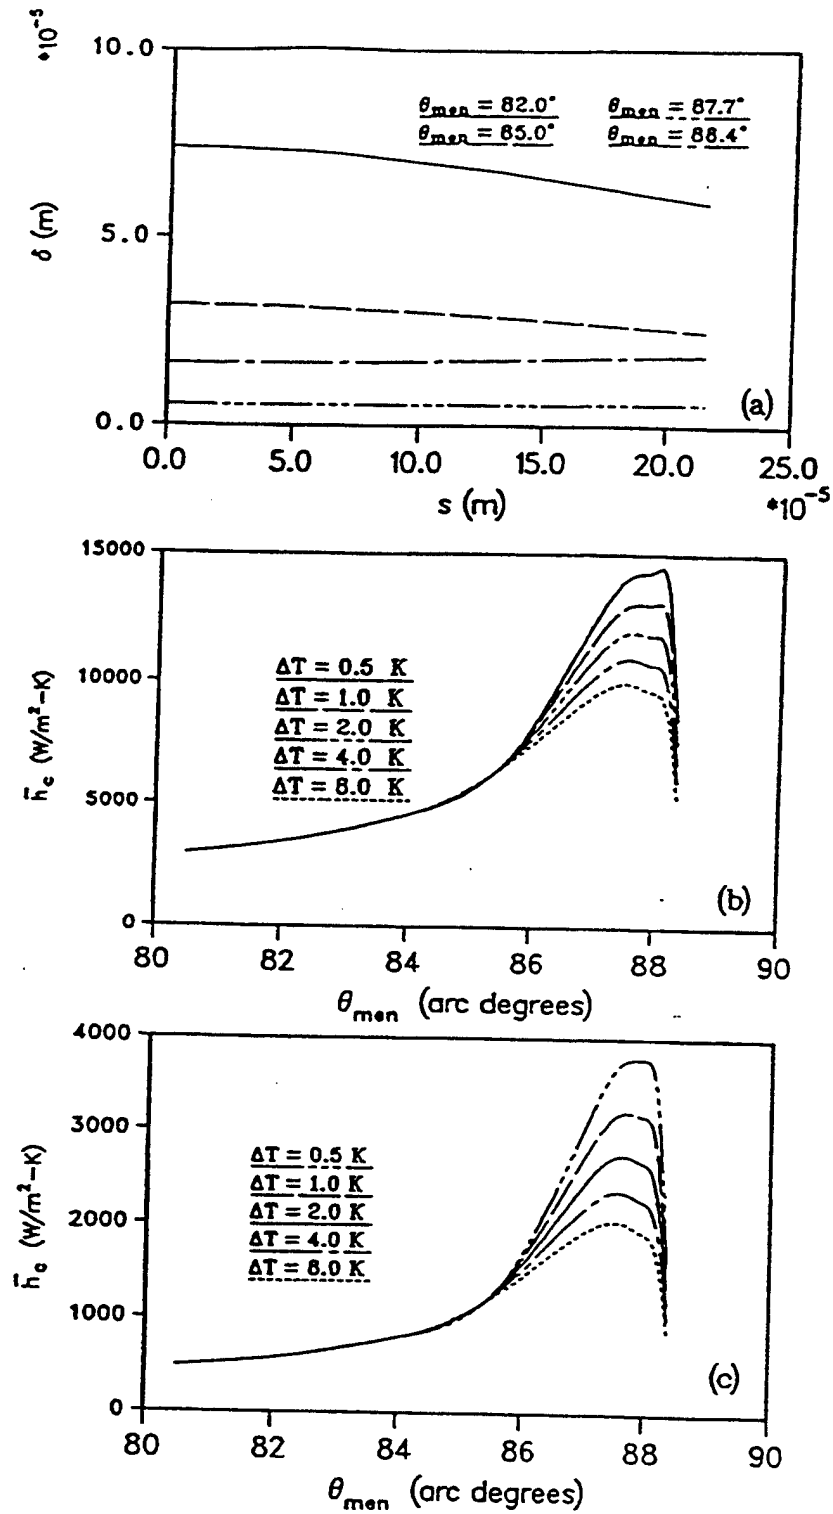 *10⁻⁵
10.0
θmen = 82.0° θmen = 87.7°
θmen = 85.0° θmen = 88.4°
δ (m)
5.0
0.0
(a)
0.0 5.0 10.0 15.0 20.0 25.0
s (m) *10⁻⁵
15000
ΔT = 0.5 K
10000
ΔT = 1.0 K
ΔT = 2.0 K
ΔT = 4.0 K
ΔT = 8.0 K
h̄c (W/m²-K)
5000
0
(b)
80 82 84 86 88 90
θmen (arc degrees)
4000
3000
ΔT = 0.5 K
ΔT = 1.0 K
ΔT = 2.0 K
ΔT = 4.0 K
ΔT = 8.0 K
h̄c (W/m²-K)
2000
1000
0
(c)
80 82 84 86 88 90
θmen (arc degrees)